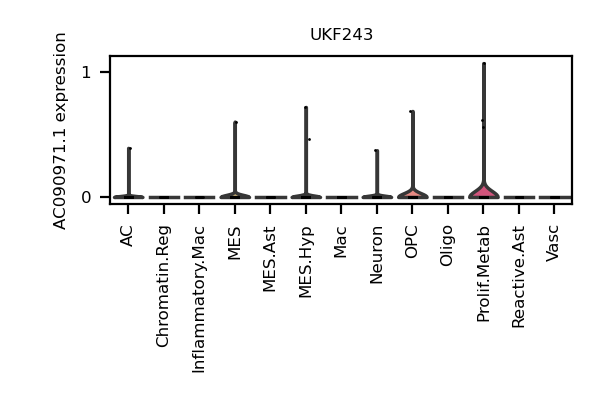 UKF243
AC090971.1 expression
1
0
AC
Chromatin.Reg
Inflammatory.Mac
MES
MES.Ast
MES.Hyp
Mac
Neuron
OPC
Oligo
Prolif.Metab
Reactive.Ast
Vasc